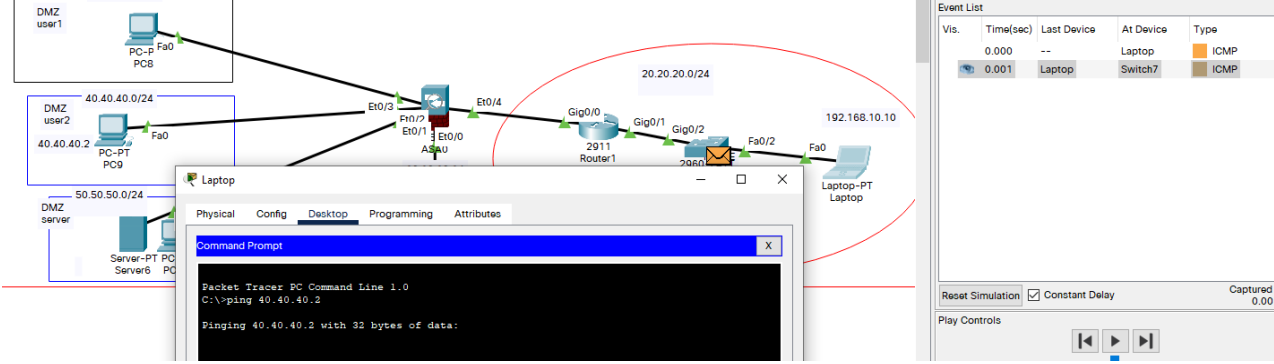 DMZ
user1
PC-P
Fa0
PC8
40.40.40.0/24
DMZ
user2
40.40.40.2
Fa0
PC-PT
PC9
50.50.50.0/24
DMZ
server
Server-PT
PC
Server6
Et0/3
Et0/4
Et0/1
Et0/0
20.20.20.0/24
Gig0/0
Gig0/1
Gig0/2
2911
Router1
2960
Fa0/2
Fa0
192.168.10.10
Laptop-PT
Laptop
Laptop
Physical Config Desktop Programming Attributes
Command Prompt
X
Packet Tracer PC Command Line 1.0
C:\>ping 40.40.40.2
Pinging 40.40.40.2 with 32 bytes of data:
Event List
Vis. Time(sec) Last Device At Device Type
0.000 -- Laptop ICMP
0.001 Laptop Switch7 ICMP
Reset Simulation Constant Delay
Captured
0.00
Play Controls